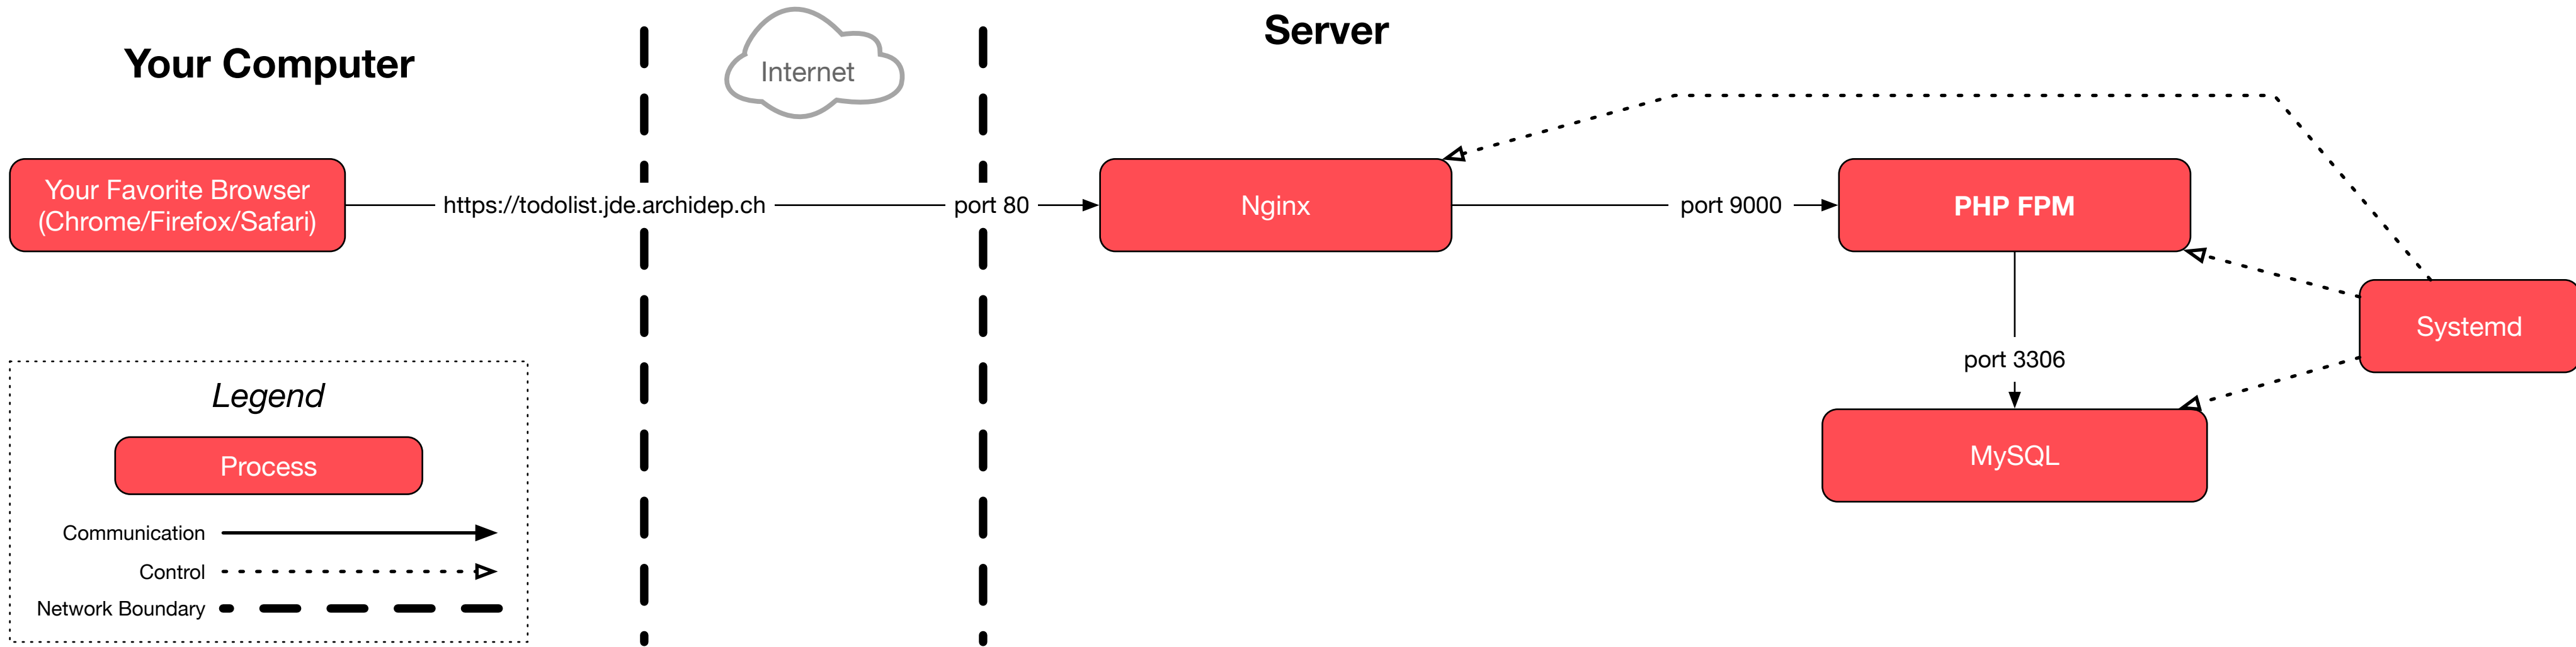 Your Computer
Internet
Server
Your Favorite Browser
(Chrome/Firefox/Safari)
https://todolist.jde.archidep.ch
port 80
Nginx
port 9000
PHP FPM
Systemd
port 3306
MySQL
Legend
Process
Communication
Control
Network Boundary